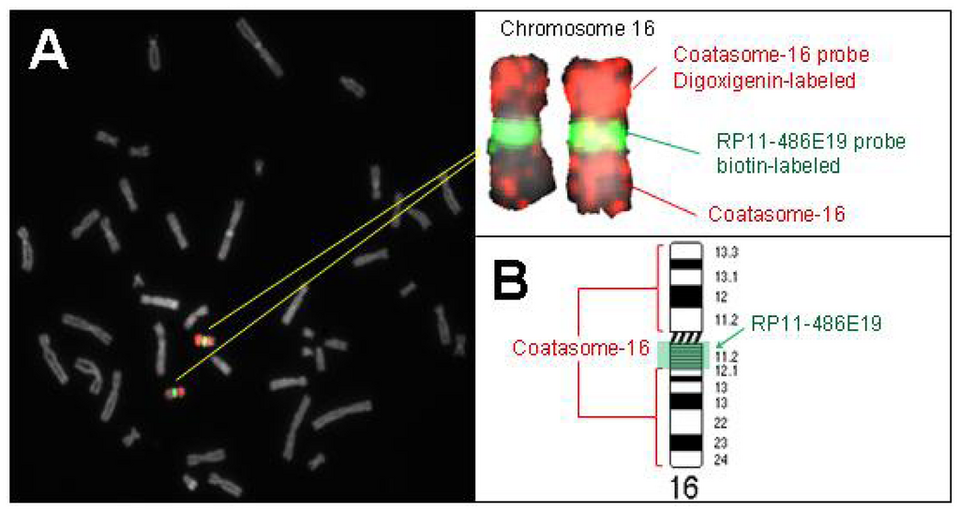 A
Chromosome 16
Coatasome-16 probe
Digoxigenin-labeled
RP11-486E19 probe
biotin-labeled
Coatasome-16
B
13.3
13.1
12
11.2
RP11-486E19
Coatasome-16
11.2
12.1
13
13
22
23
24
16